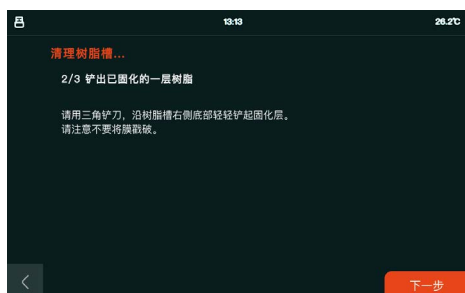 13:13
26.2℃
清理树脂槽...
2/3 铲出已固化的一层树脂
请用三角铲刀，沿树脂槽右侧底部轻轻铲起固化层。
请注意不要将膜戳破。
下一步